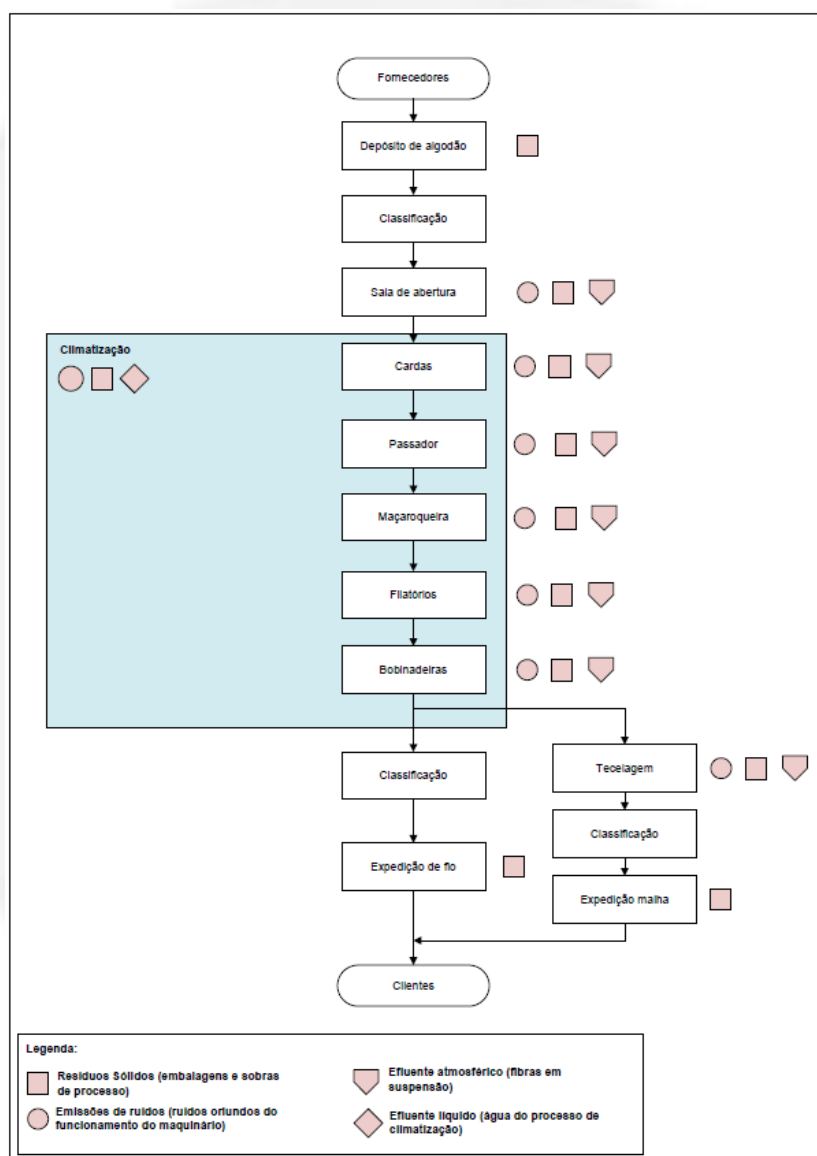 Fornecedores
Depósito de algodão
Classificação
Sala de abertura
Climatização
Cardas
Passador
Maçaroqueira
Filatórios
Bobinadeiras
Classificação
Tecelagem
Classificação
Expedição de fio
Expedição malha
Clientes
Legenda:
Resíduos Sólidos (embalagens e sobras
de processo)
Emissões de ruídos (ruídos oriundos do
funcionamento do maquinário)
Efluente atmosférico (fibras em
suspensão)
Efluente líquido (água do processo de
climatização)